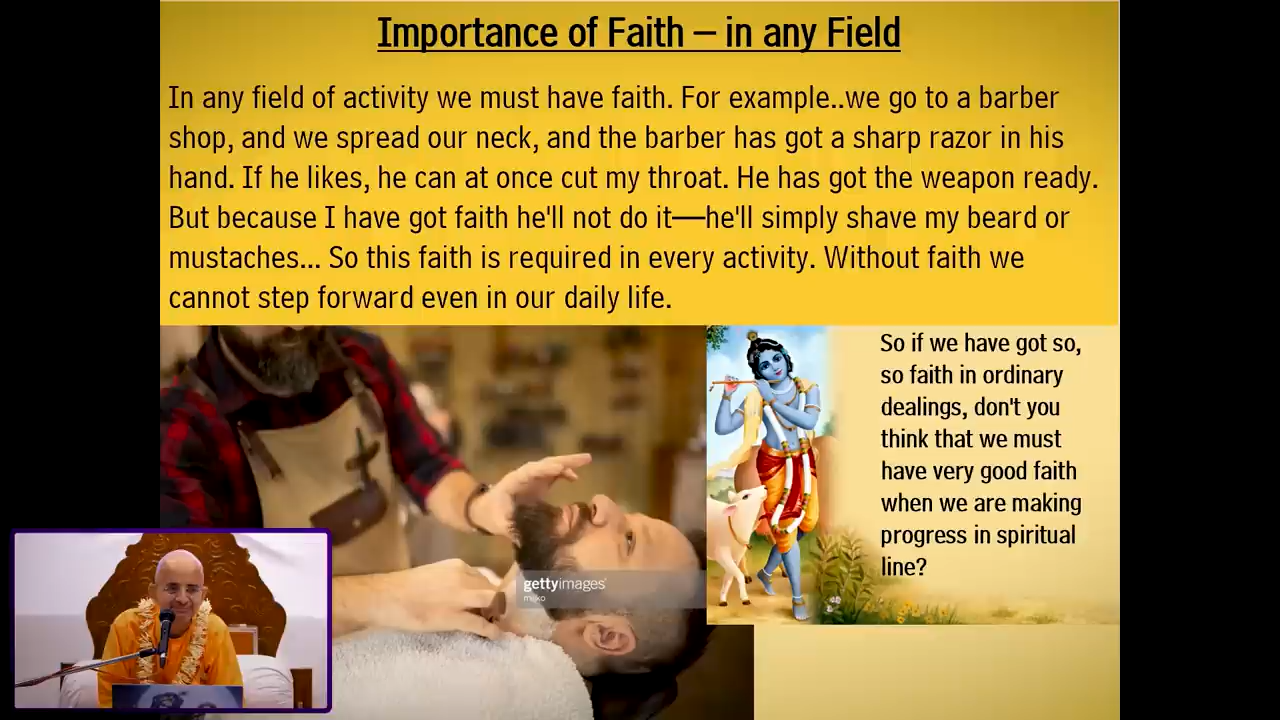 Importance of Faith – in any Field
In any field of activity we must have faith. For example..we go to a barber
shop, and we spread our neck, and the barber has got a sharp razor in his
hand. If he likes, he can at once cut my throat. He has got the weapon ready.
But because I have got faith he'll not do it—he'll simply shave my beard or
mustaches... So this faith is required in every activity. Without faith we
cannot step forward even in our daily life.
So if we have got so,
so faith in ordinary
dealings, don't you
think that we must
have very good faith
when we are making
progress in spiritual
line?
gettyimages